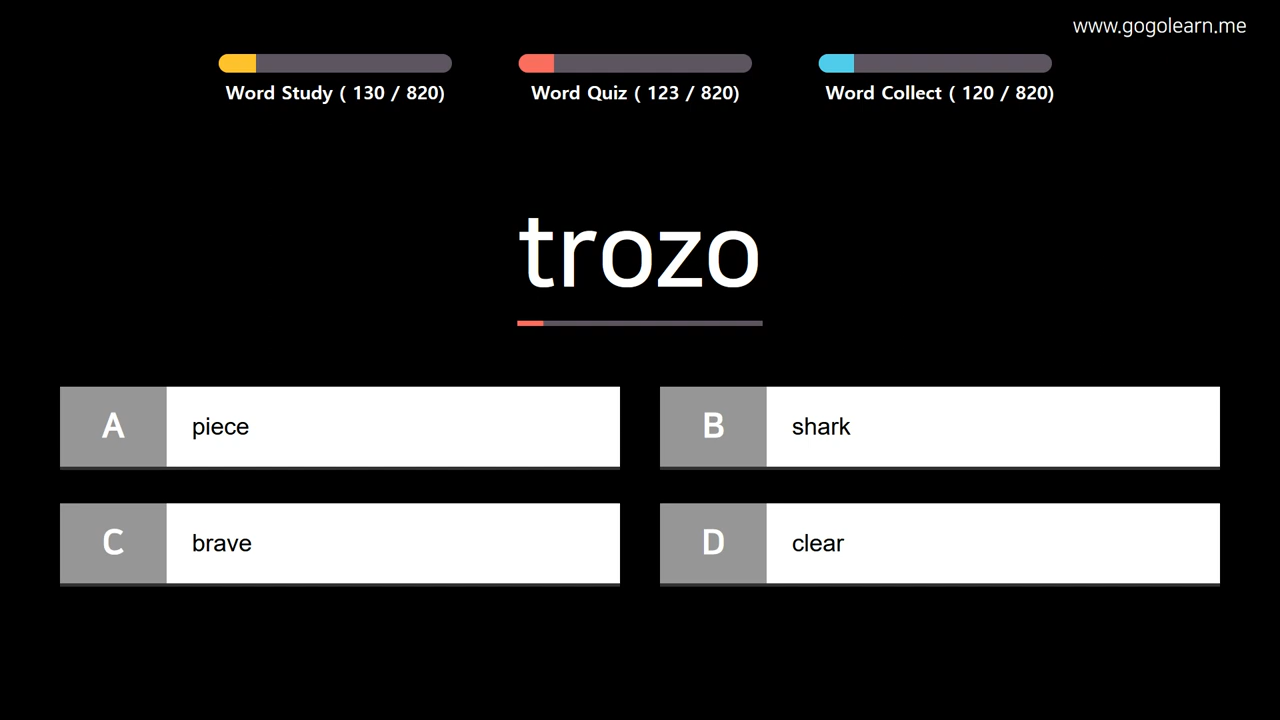 www.gogolearn.me
Word Study ( 130 / 820)
Word Quiz ( 123 / 820)
Word Collect ( 120 / 820)
trozo
A piece
B shark
C brave
D clear